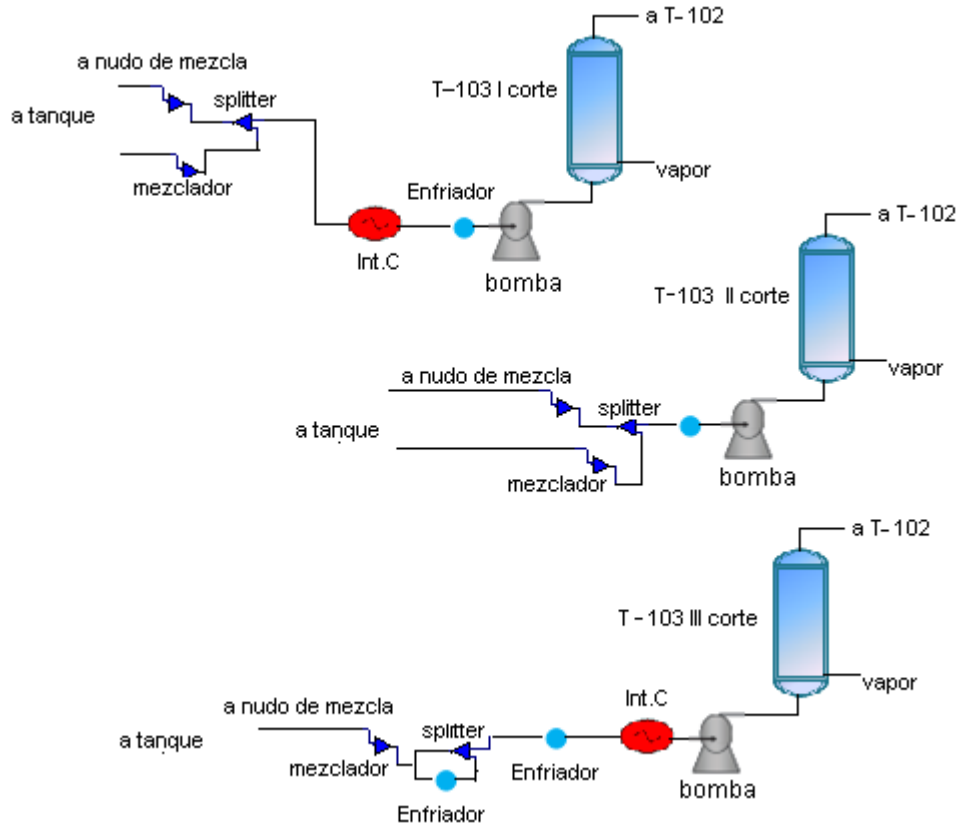 a T-102
a nudo de mezcla
T-103 I corte
splitter
a tanque
vapor
mezclador
Enfriador
Int.C
bomba
a T-102
T-103 II corte
vapor
a nudo de mezcla
splitter
a tanque
mezclador
bomba
a T-102
T-103 III corte
vapor
Int.C
a nudo de mezcla
splitter
a tanque
mezclador
Enfriador
bomba
Enfriador